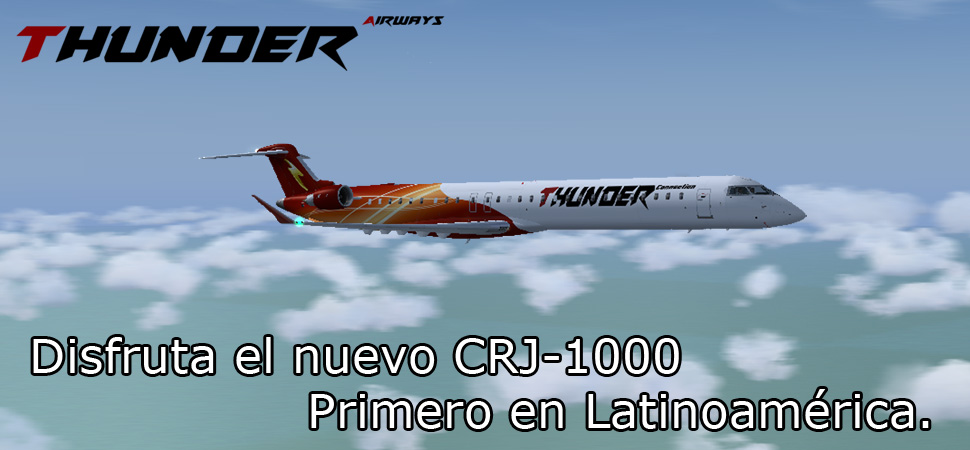 THUNDER AIRWAYS
THUNDER Connection
Disfruta el nuevo CRJ-1000
Primero en Latinoamérica.